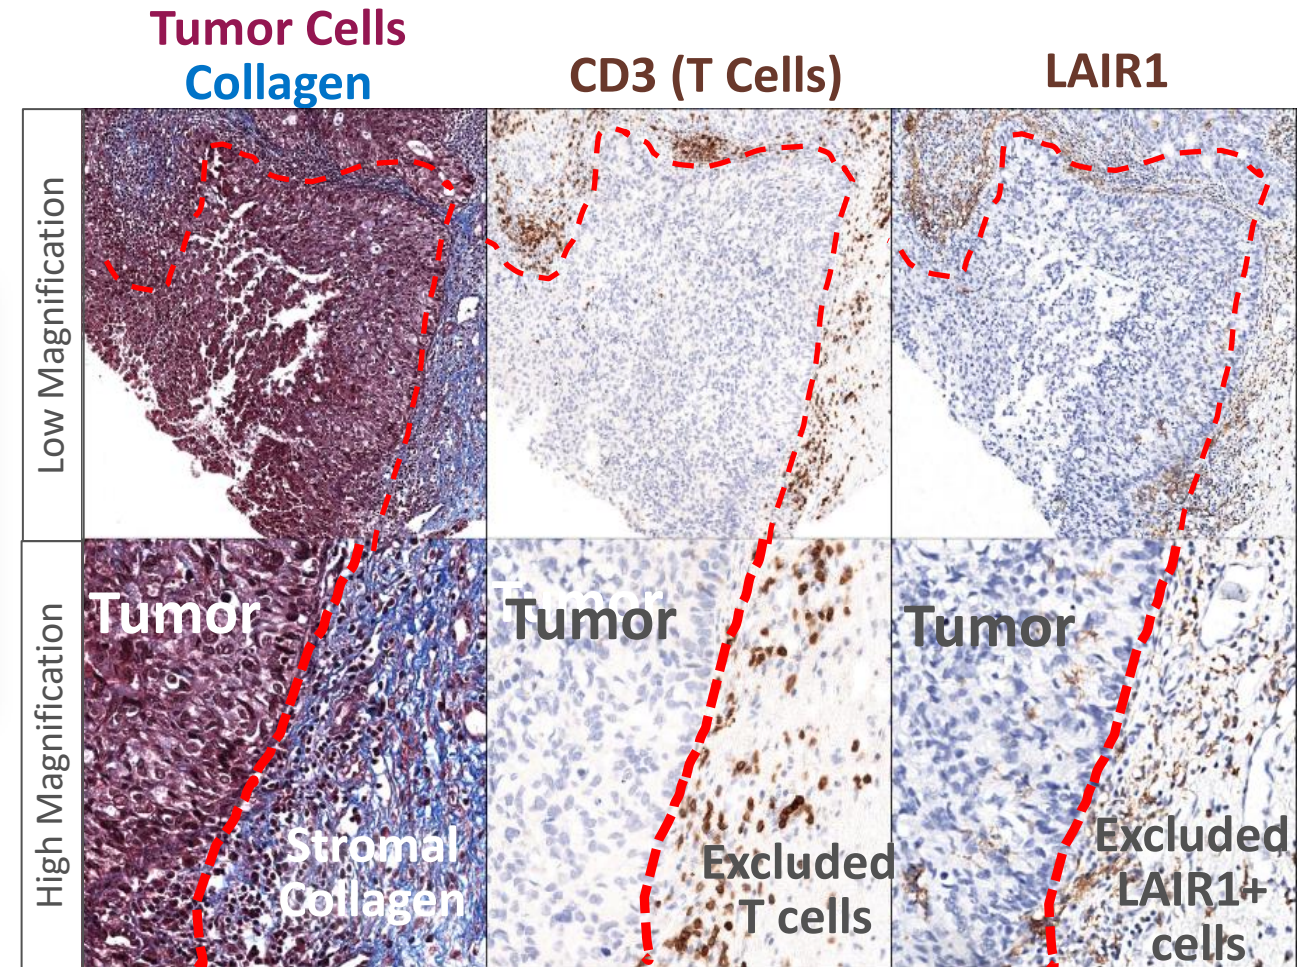 Tumor Cells
Collagen
CD3 (T Cells)
LAIR1
Low Magnification
High Magnification
Tumor
Stromal
Collagen
Tumor
Tumor
Excluded
T cells
Tumor
Excluded
LAIR1+
cells